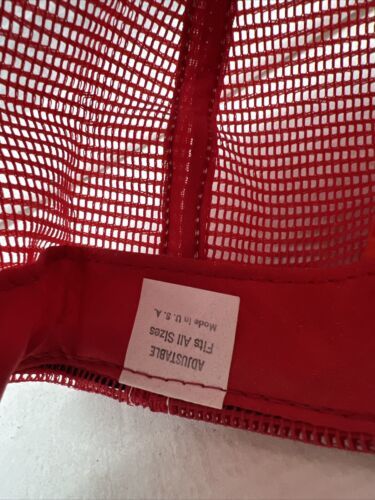 ADJUSTABLE
Fits All Sizes
Made in U. S. A.